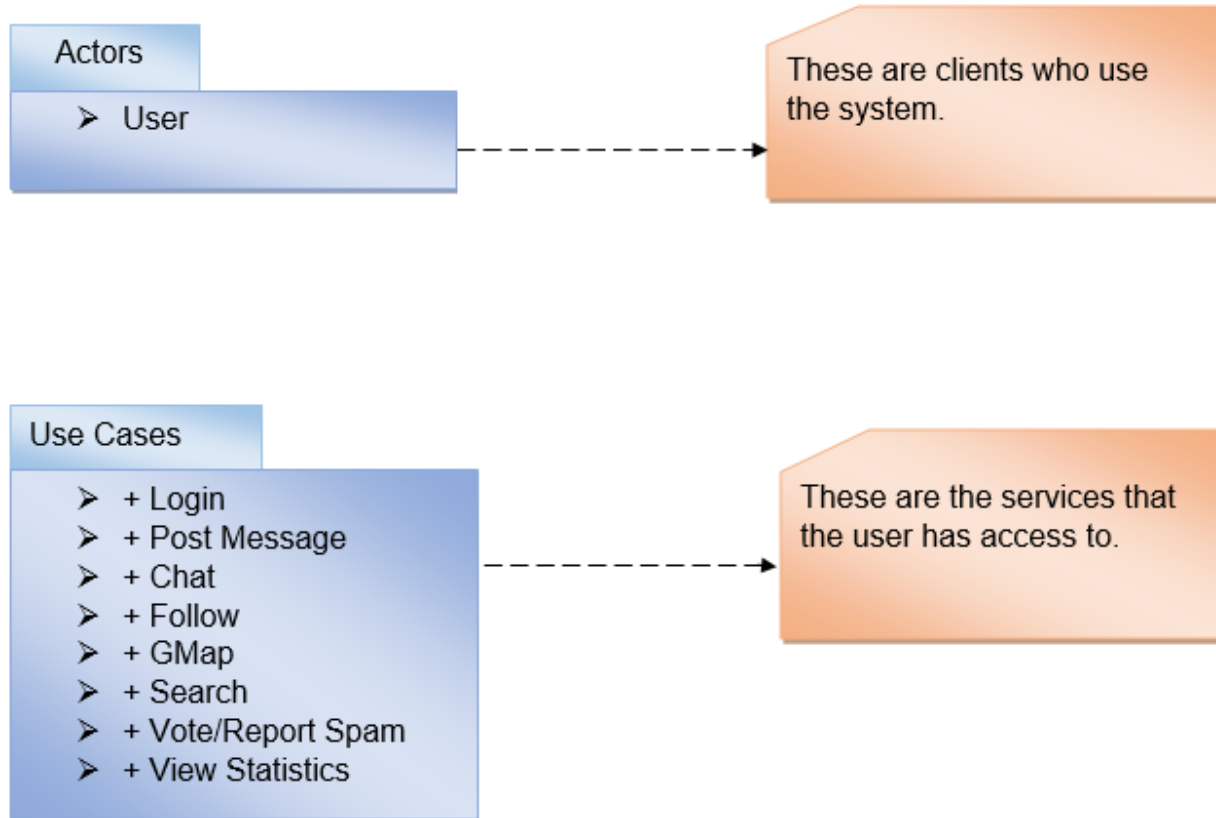 Actors
➢ User
These are clients who use
the system.
Use Cases
➢ + Login
➢ + Post Message
➢ + Chat
➢ + Follow
➢ + GMap
➢ + Search
➢ + Vote/Report Spam
➢ + View Statistics
These are the services that
the user has access to.